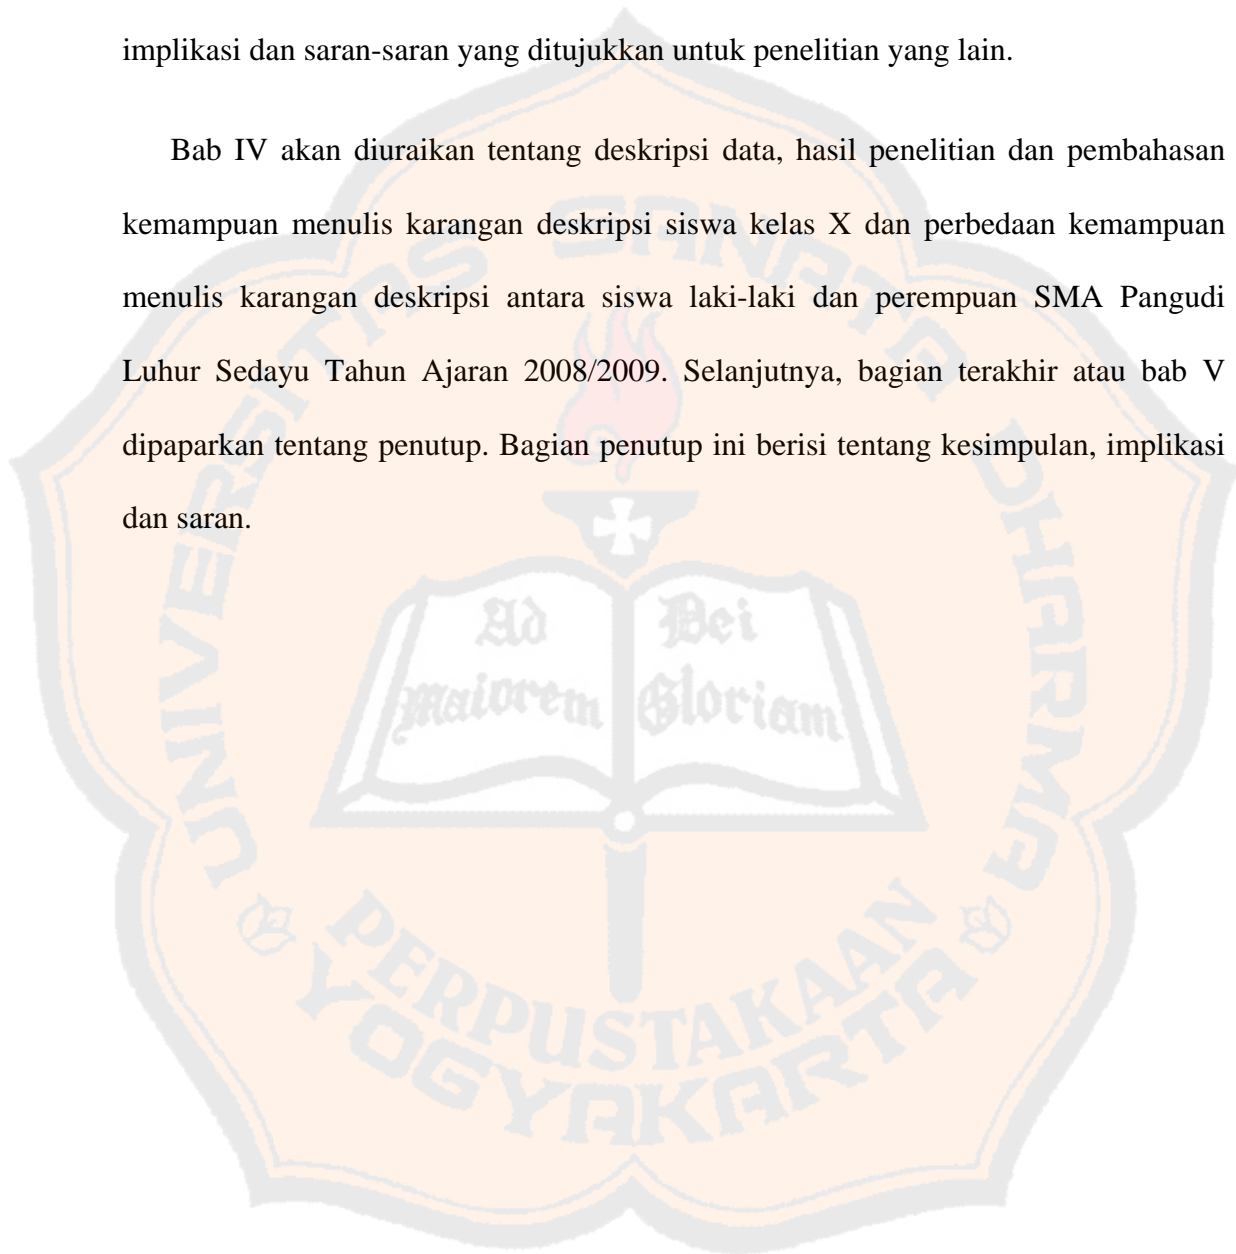 implikasi dan saran-saran yang ditujukkan untuk penelitian yang lain.
Bab IV akan diuraikan tentang deskripsi data, hasil penelitian dan pembahasan
kemampuan menulis karangan deskripsi siswa kelas X dan perbedaan kemampuan
menulis karangan deskripsi antara siswa laki-laki dan perempuan SMA Pangudi
Luhur Sedayu Tahun Ajaran 2008/2009. Selanjutnya, bagian terakhir atau bab V
dipaparkan tentang penutup. Bagian penutup ini berisi tentang kesimpulan, implikasi
dan saran.
UNIVERSITAS SANATA DHARMA
Ad
maiorem
Dei
Gloriam
PERPUSTAKAAN
YOGYAKARTA